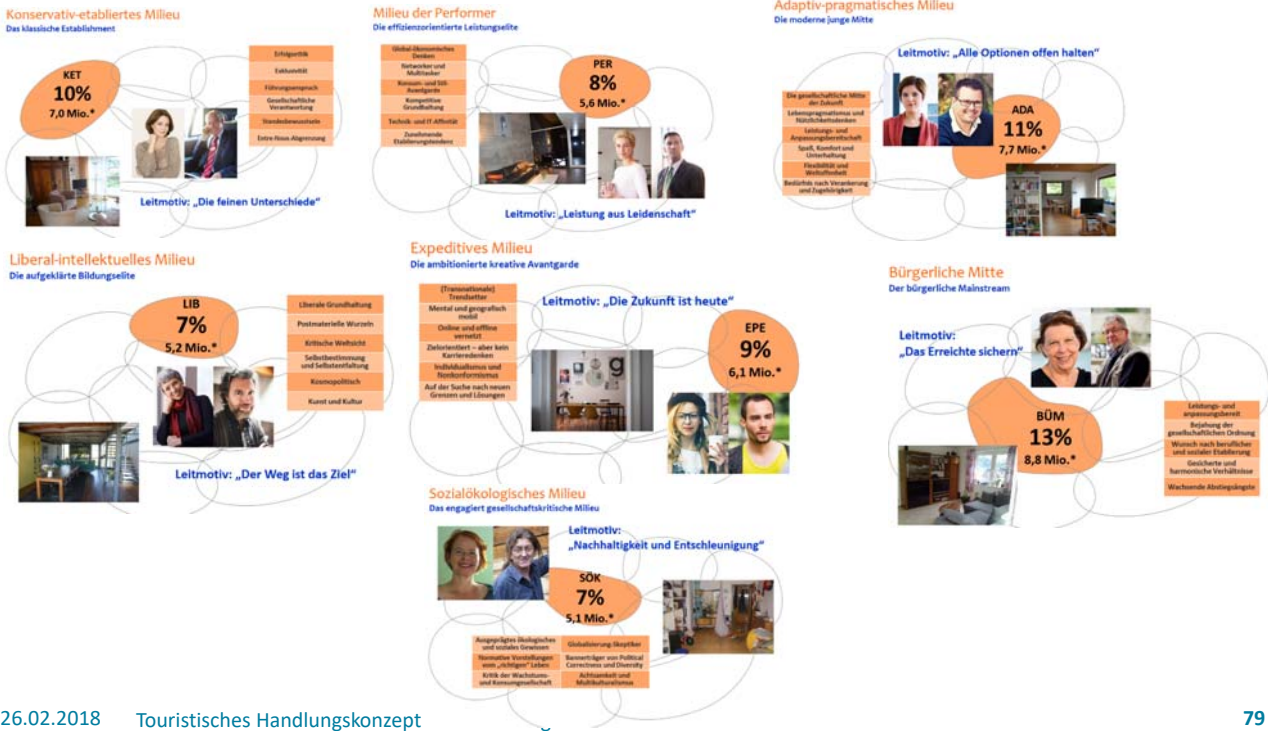 Konservativ-etabliertes Milieu
Das klassische Establishment
KET
10%
7,0 Mio.*
Erfolgsethik
Exklusivität
Führungsanspruch
Gesellschaftliche
Verantwortung
Standesbewusstsein
Entre-Nous-Abgrenzung
Leitmotiv: „Die feinen Unterschiede“
Milieu der Performer
Die effizienzorientierte Leistungselite
Global-ökonomisches
Denken
Networker und
Multitasker
Konsum- und Stil-
Avantgarde
Kompetitive
Grundhaltung
Technik- und IT-Affinität
Zunehmende
Etablierungstendenz
PER
8%
5,6 Mio.*
Leitmotiv: „Leistung aus Leidenschaft“
Adaptiv-pragmatisches Milieu
Die moderne junge Mitte
Leitmotiv: „Alle Optionen offen halten“
Die gesellschaftliche Mitte
der Zukunft
Lebenspragmatismus und
Nützlichkeitsdenken
Leistungs- und
Anpassungsbereitschaft
Spaß, Komfort und
Unterhaltung
Flexibilität und
Weltoffenheit
Bedürfnis nach Verankerung
und Zugehörigkeit
ADA
11%
7,7 Mio.*
Liberal-intellektuelles Milieu
Die aufgeklärte Bildungselite
LIB
7%
5,2 Mio.*
Liberale Grundhaltung
Postmaterielle Wurzeln
Kritische Weltsicht
Selbstbestimmung
und Selbstentfaltung
Kosmopolitisch
Kunst und Kultur
Leitmotiv: „Der Weg ist das Ziel“
Expeditives Milieu
Die ambitionierte kreative Avantgarde
(Transnationale)
Trendsetter
Mental und geografisch
mobil
Online und offline
vernetzt
Zielorientiert – aber kein
Karrieredenken
Individualismus und
Nonkonformismus
Auf der Suche nach neuen
Grenzen und Lösungen
Leitmotiv: „Die Zukunft ist heute“
g
EPE
9%
6,1 Mio.*
Bürgerliche Mitte
Der bürgerliche Mainstream
Leitmotiv:
„Das Erreichte sichern“
BÜM
13%
8,8 Mio.*
Leistungs- und
anpassungsbereit
Bejahung der
gesellschaftlichen Ordnung
Wunsch nach beruflicher
und sozialer Etablierung
Gesicherte und
harmonische Verhältnisse
Wachsende Abstiegsängste
Sozialökologisches Milieu
Das engagiert gesellschaftskritische Milieu
Leitmotiv:
„Nachhaltigkeit und Entschleunigung“
SÖK
7%
5,1 Mio.*
Ausgeprägtes ökologisches
und soziales Gewissen
Normative Vorstellungen
vom „richtigen“ Leben
Kritik der Wachstums-
und Konsumgesellschaft
Globalisierungs-Skeptiker
Bannerträger von Political
Correctness und Diversity
Achtsamkeit und
Multikulturalismus
26.02.2018 Touristisches Handlungskonzept 79